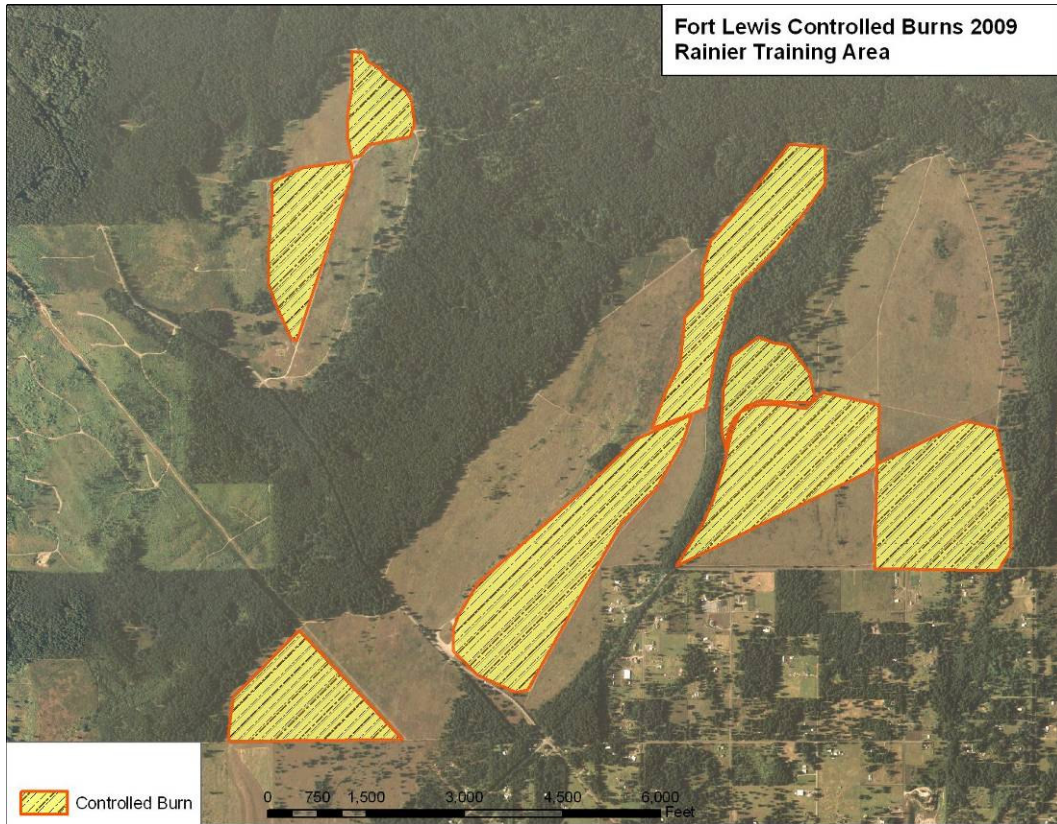 Fort Lewis Controlled Burns 2009
Rainier Training Area
Controlled Burn
0 750 1,500 3,000 4,500 6,000
Feet